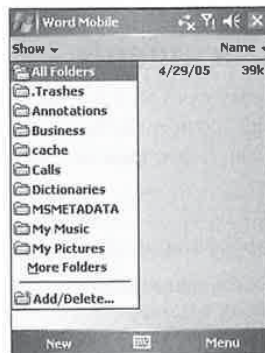 Word Mobile
Show Name
All Folders 4/29/05 39k
.Trashes
Annotations
Business
cache
Calls
Dictionaries
MSMETADATA
My Music
My Pictures
More Folders
Add/Delete...
New Menu